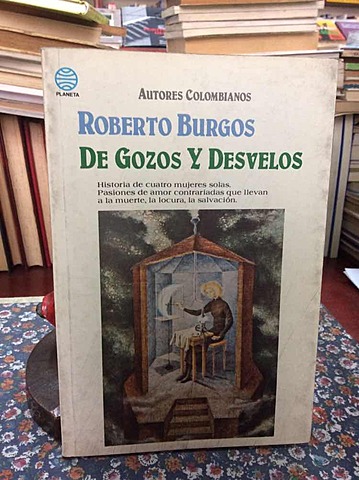 PLANETA
AUTORES COLOMBIANOS
ROBERTO BURGOS
DE GOZOS Y DESVELOS
Historia de cuatro mujeres solas.
Pasiones de amor contrariadas que llevan
a la muerte, la locura, la salvación.